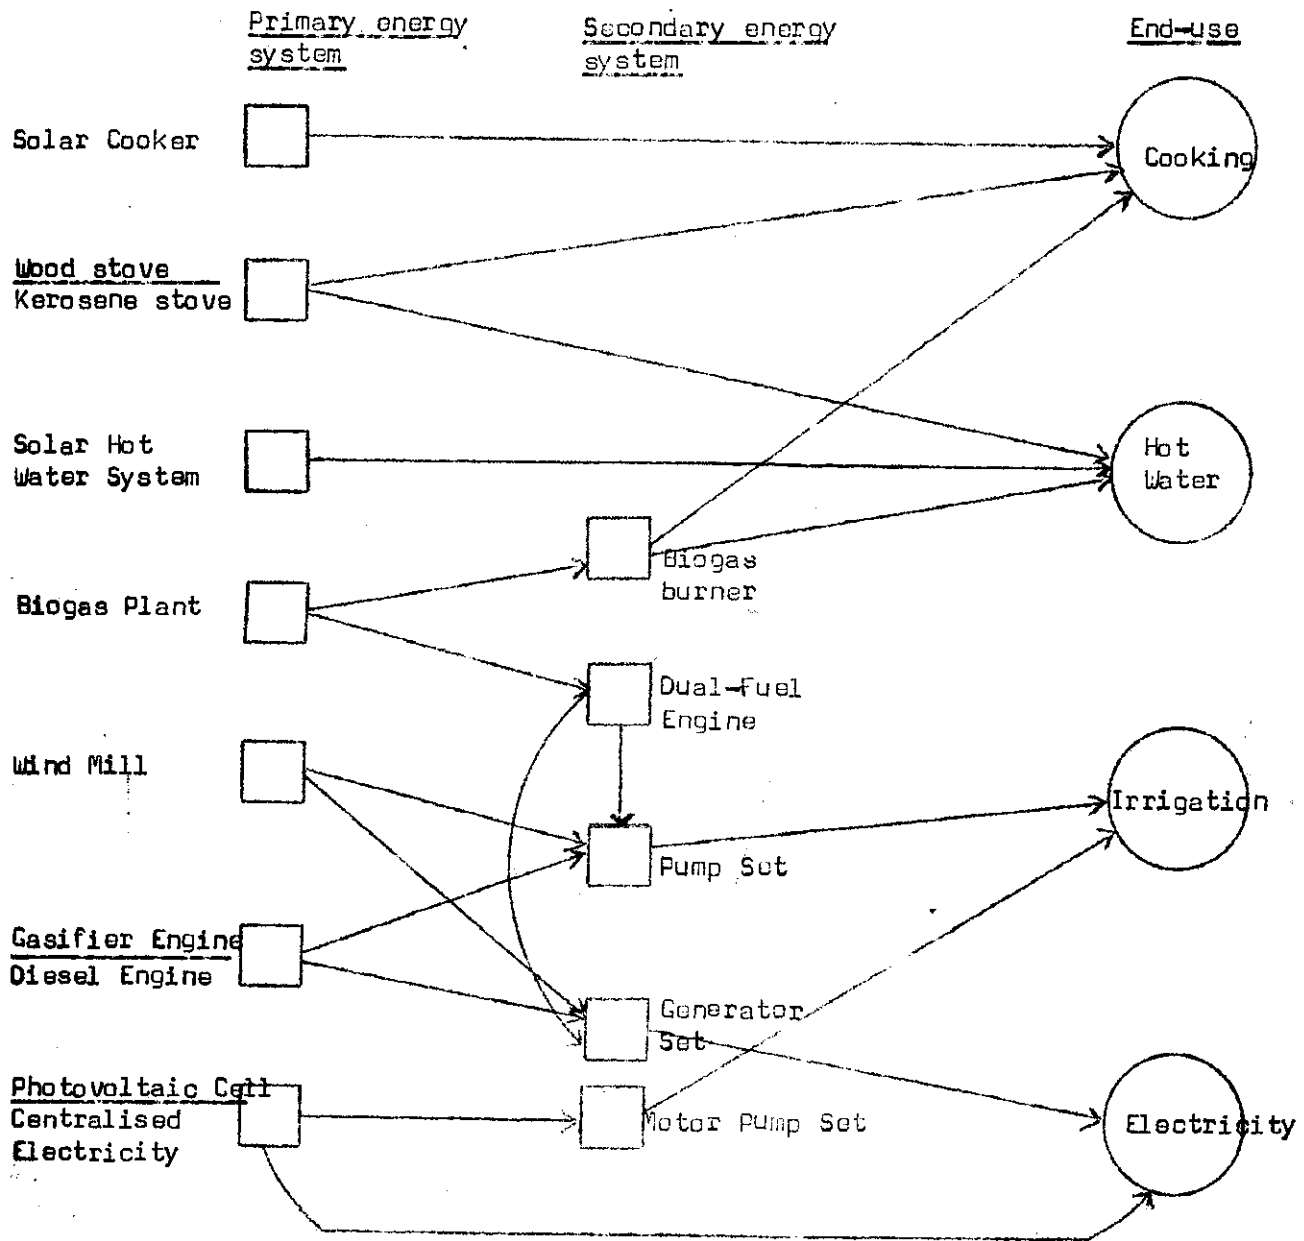 Primary energy
system
Secondary energy
system
End-use
Solar Cooker
Cooking
Wood stove
Kerosene stove
Solar Hot
Water System
Hot
Water
Biogas
burner
Biogas Plant
Dual-Fuel
Engine
Wind Mill
Irrigation
Pump Set
Gasifier Engine
Diesel Engine
Generator
Set
Photovoltaic Cell
Centralised
Electricity
Motor Pump Set
Electricity